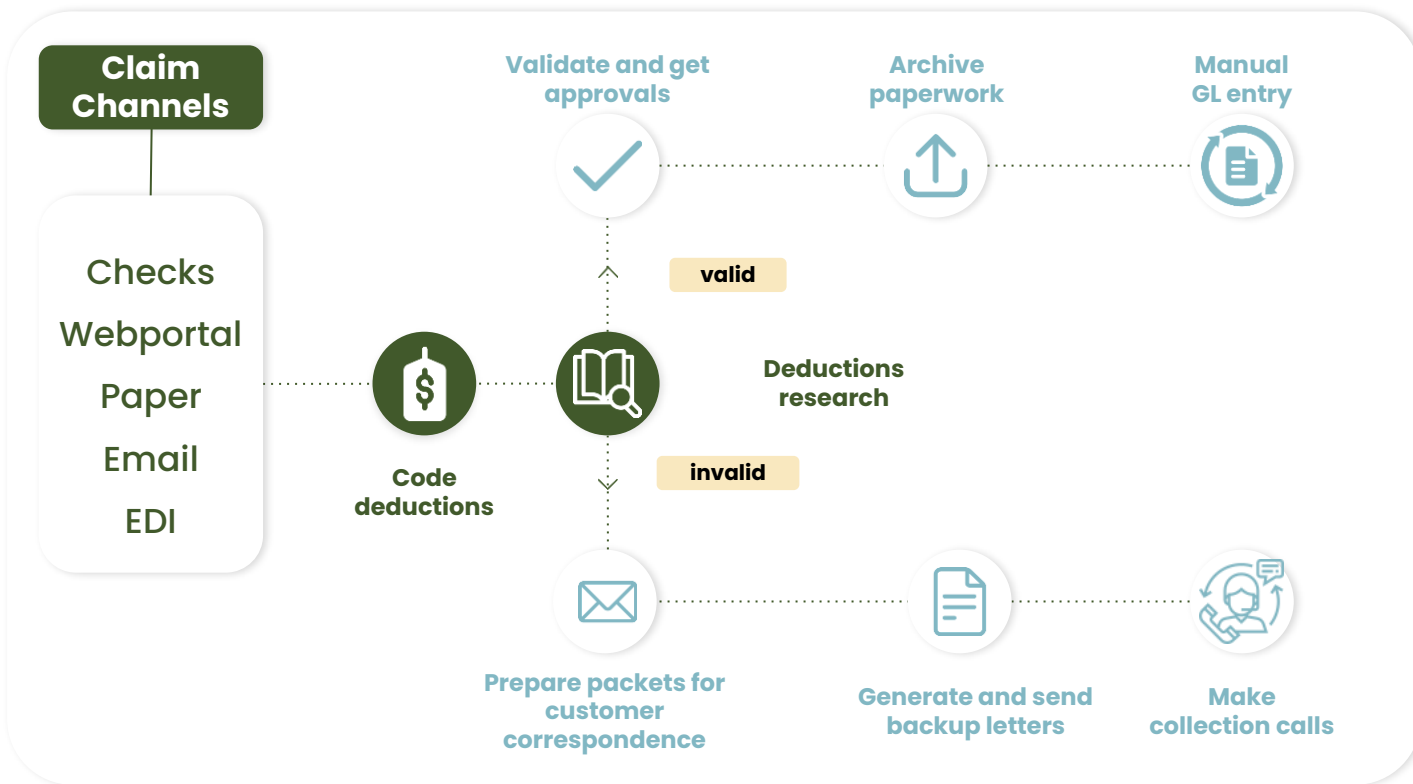 Claim
Channels
Checks
Webportal
Paper
Email
EDI
$
Code
deductions
Deductions
research
valid
Validate and get
approvals
Archive
paperwork
Manual
GL entry
invalid
Prepare packets for
customer
correspondence
Generate and send
backup letters
Make
collection calls